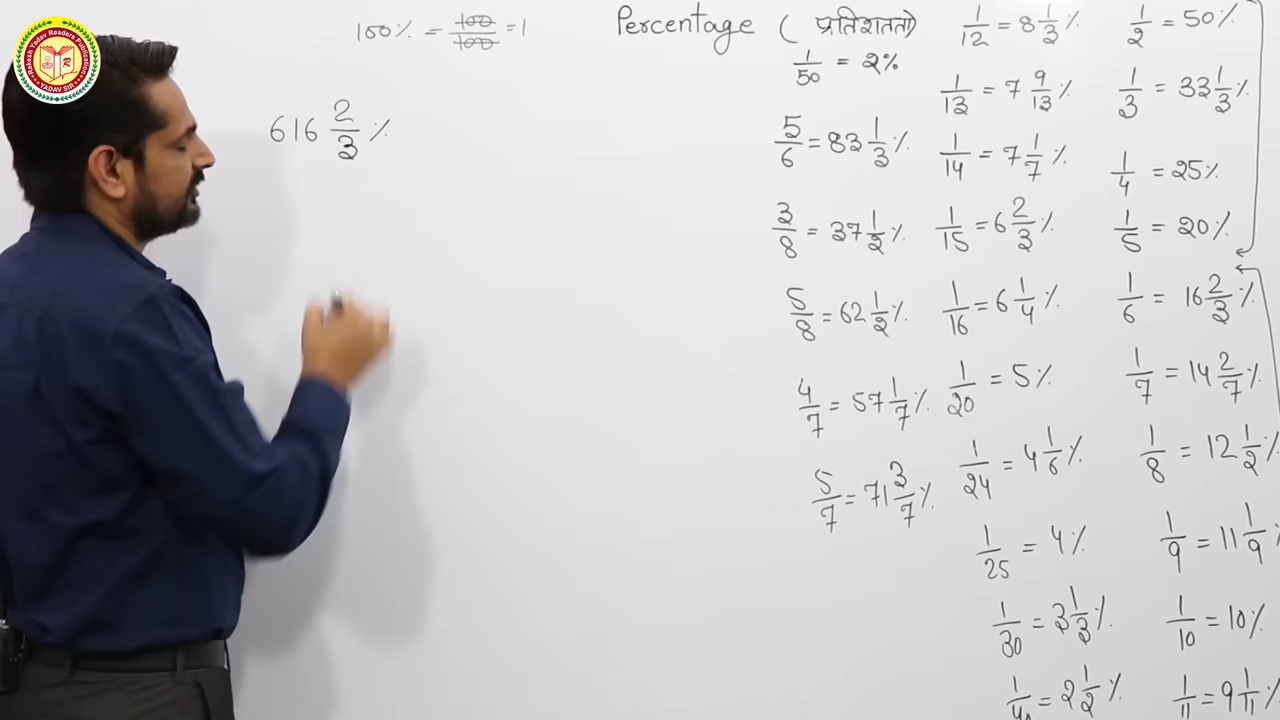 Rakesh Yadav Readers Publication
YADAV SIR
R
100% = 100/100 = 1
Percentage ( प्रतिशतता)
616 2/3 %
1/50 = 2%
5/6 = 83 1/3 %
3/8 = 37 1/2 %
5/8 = 62 1/2 %
4/7 = 57 1/7 %
5/7 = 71 3/7 %
1/12 = 8 1/3 %
1/13 = 7 9/13 %
1/14 = 7 1/7 %
1/15 = 6 2/3 %
1/16 = 6 1/4 %
1/20 = 5%
1/24 = 4 1/6 %
1/25 = 4%
1/30 = 3 1/3 %
= 2 1/2 %
1/2 = 50%
1/3 = 33 1/3 %
1/4 = 25%
1/5 = 20%
1/6 = 16 2/3 %
1/7 = 14 2/7 %
1/8 = 12 1/2 %
1/9 = 11 1/9 %
1/10 = 10%
1/11 = 9 1/11 %